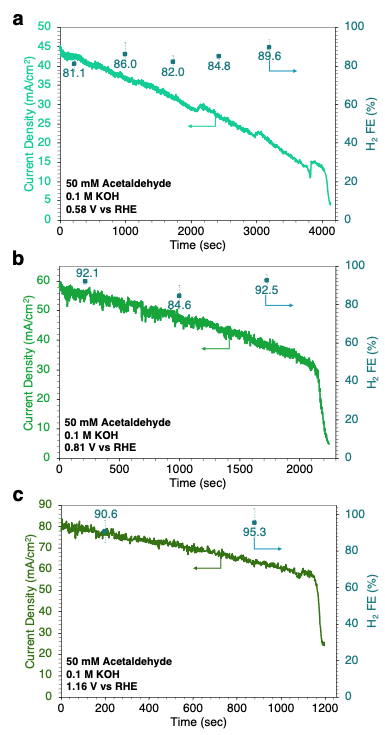 a
50
45
40
35
30
25
20
15
10
5
0
Current Density (mA/cm²)
81.1
86.0
82.0
84.8
89.6
50 mM Acetaldehyde
0.1 M KOH
0.58 V vs RHE
100
80
60
40
20
0
H₂ FE (%)
0 1000 2000 3000 4000
Time (sec)
b
60
50
40
30
20
10
0
Current Density (mA/cm²)
92.1
84.6
92.5
50 mM Acetaldehyde
0.1 M KOH
0.81 V vs RHE
100
80
60
40
20
0
H₂ FE (%)
0 500 1000 1500 2000
Time (sec)
c
90
80
70
60
50
40
30
20
10
0
Current Density (mA/cm²)
90.6
95.3
50 mM Acetaldehyde
0.1 M KOH
1.16 V vs RHE
100
80
60
40
20
0
H₂ FE (%)
0 200 400 600 800 1000 1200
Time (sec)